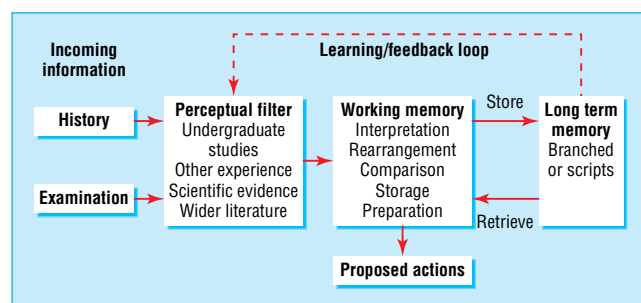 Incoming
information
Learning/feedback loop
History
Examination
Perceptual filter
Undergraduate
studies
Other experience
Scientific evidence
Wider literature
Working memory
Interpretation
Rearrangement
Comparison
Storage
Preparation
Store
Retrieve
Long term
memory
Branched
or scripts
Proposed actions